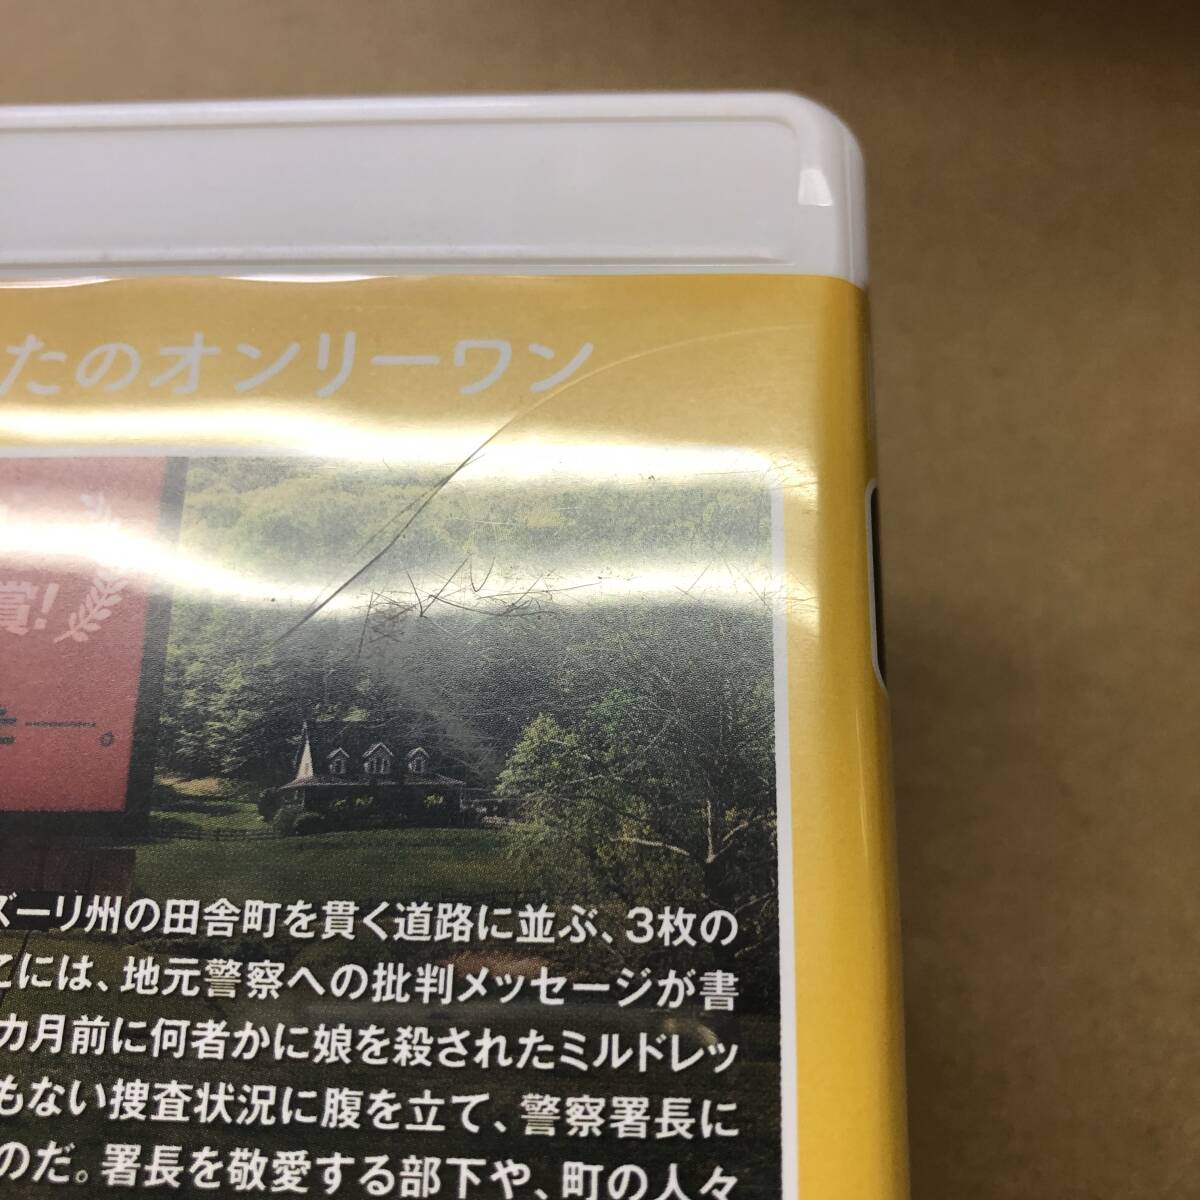 たのオンリーワン
賞!
ズーリ州の田舎町を貫く道路に並ぶ、3枚の
こには、地元警察への批判メッセージが書
カ月前に何者かに娘を殺されたミルドレッ
もない捜査状況に腹を立て、警察署長に
のだ。署長を敬愛する部下や、町の人々